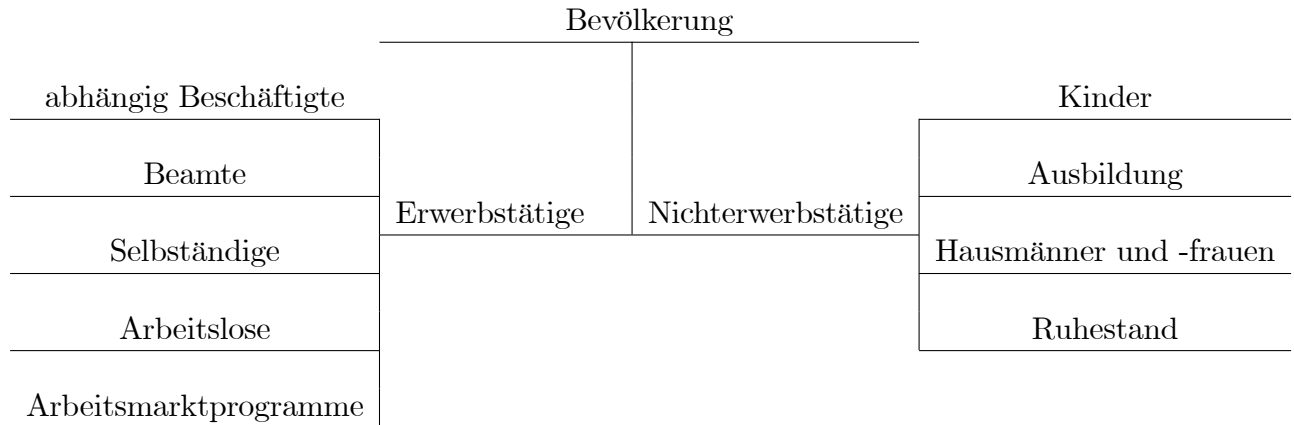 Bevölkerung
abhängig Beschäftigte
Kinder
Beamte
Ausbildung
Erwerbstätige
Nichterwerbstätige
Selbständige
Hausmänner und -frauen
Arbeitslose
Ruhestand
Arbeitsmarktprogramme